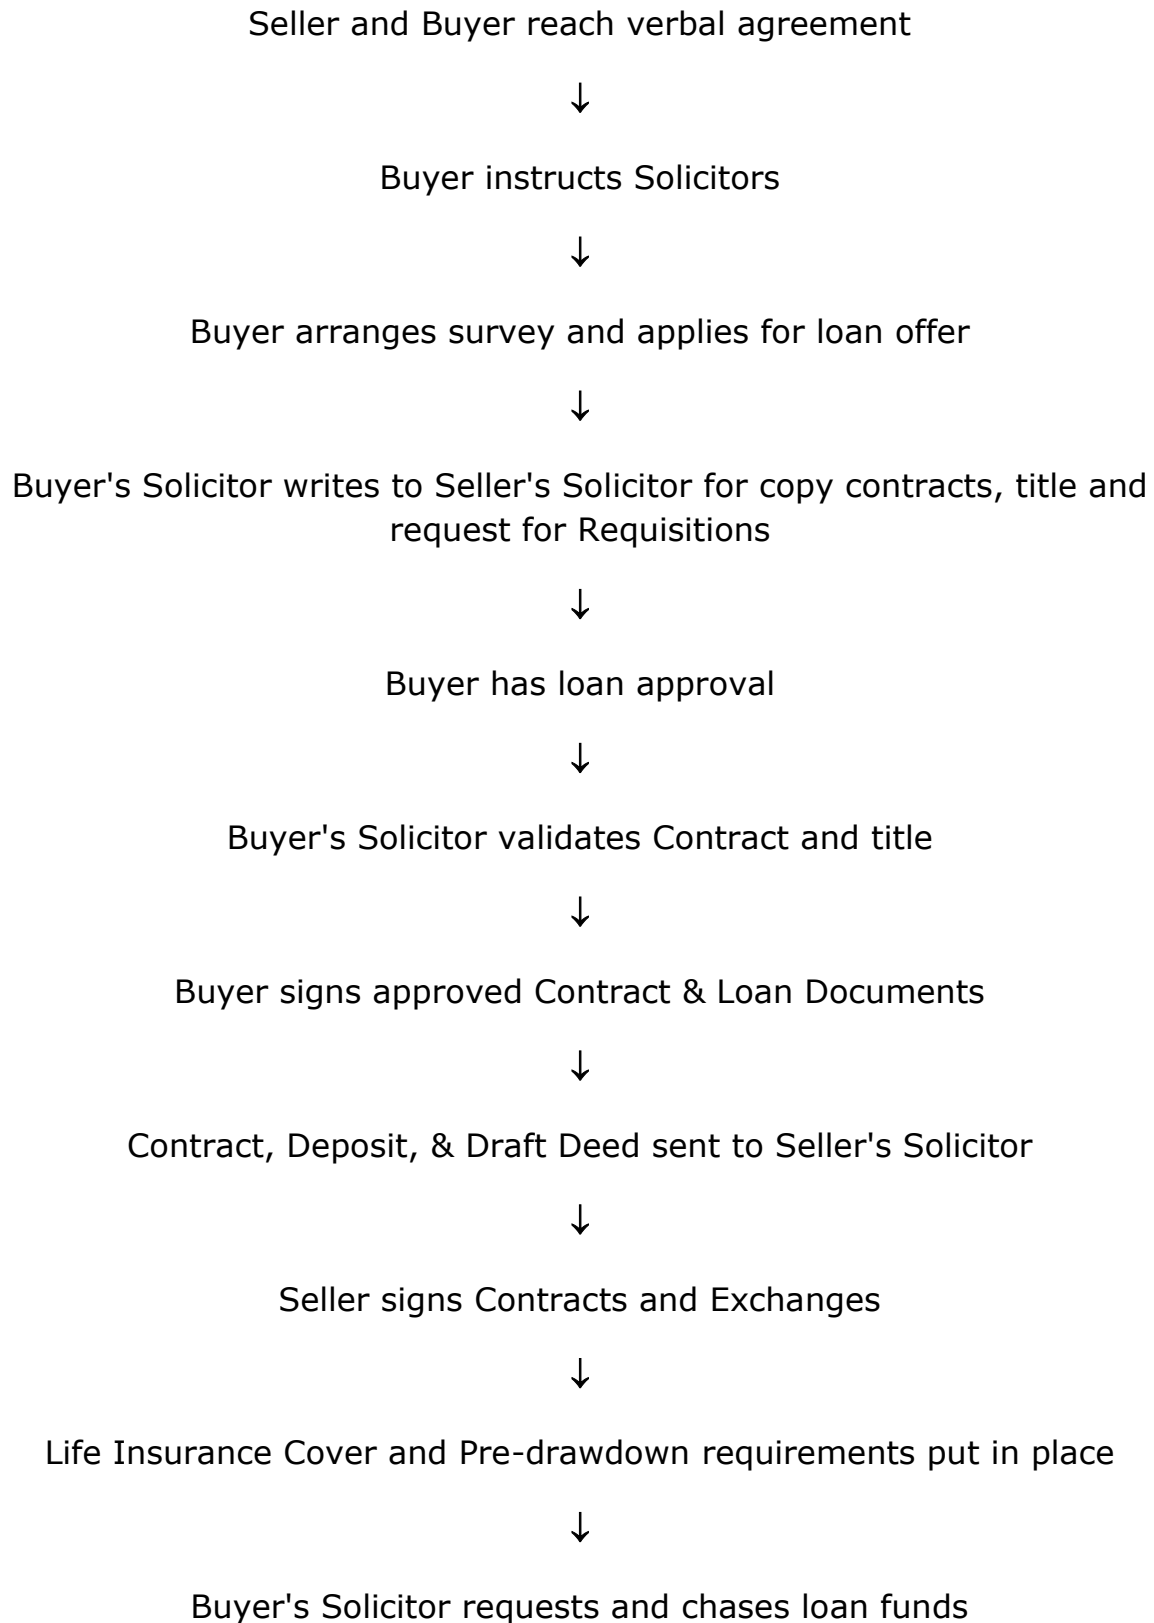 Seller and Buyer reach verbal agreement
↓
Buyer instructs Solicitors
↓
Buyer arranges survey and applies for loan offer
↓
Buyer's Solicitor writes to Seller's Solicitor for copy contracts, title and
request for Requisitions
↓
Buyer has loan approval
↓
Buyer's Solicitor validates Contract and title
↓
Buyer signs approved Contract & Loan Documents
↓
Contract, Deposit, & Draft Deed sent to Seller's Solicitor
↓
Seller signs Contracts and Exchanges
↓
Life Insurance Cover and Pre-drawdown requirements put in place
↓
Buyer's Solicitor requests and chases loan funds